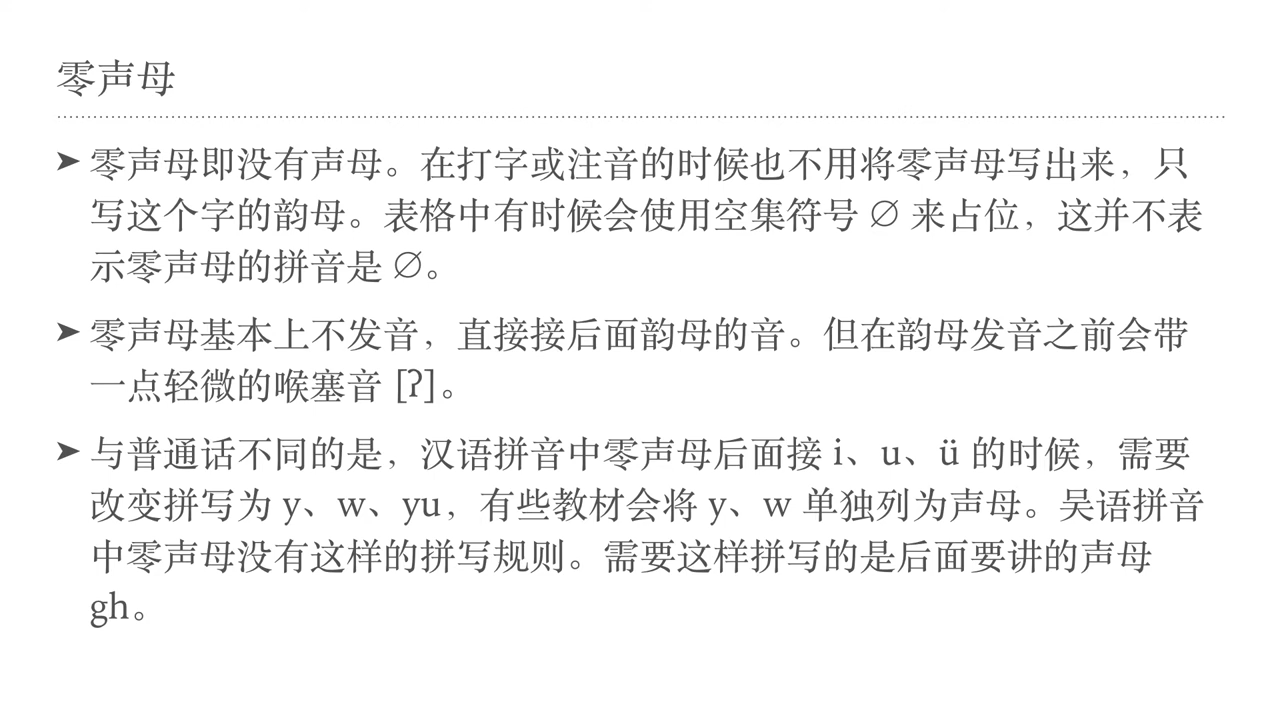 零声母
➤ 零声母即没有声母。在打字或注音的时候也不用将零声母写出来，只
写这个字的韵母。表格中有时候会使用空集符号 ∅ 来占位，这并不表
示零声母的拼音是 ∅。
➤ 零声母基本上不发音，直接接后面韵母的音。但在韵母发音之前会带
一点轻微的喉塞音 [ʔ]。
➤ 与普通话不同的是，汉语拼音中零声母后面接 i、u、ü 的时候，需要
改变拼写为 y、w、yu，有些教材会将 y、w 单独列为声母。吴语拼音
中零声母没有这样的拼写规则。需要这样拼写的是后面要讲的声母
gh。